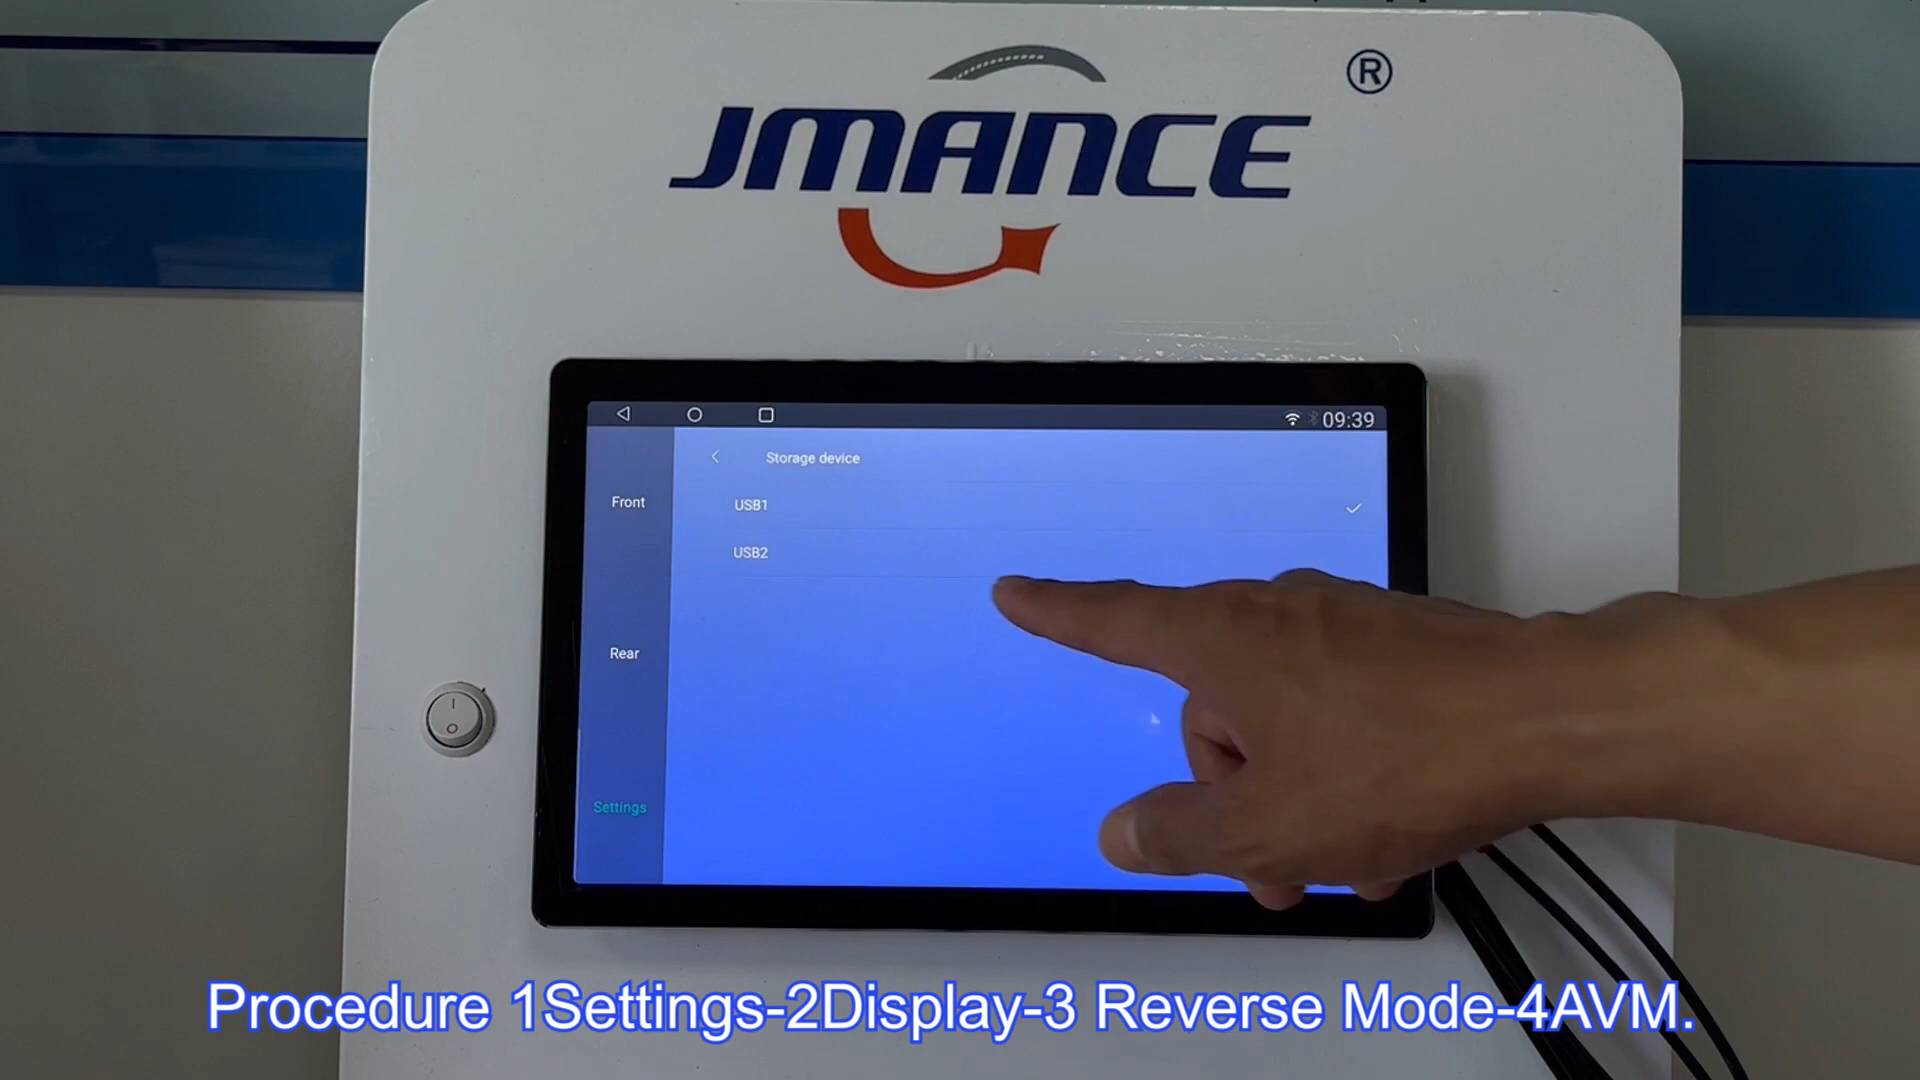 ®
JMANCE
09:39
Storage device
Front
USB1
USB2
Rear
Settings
Procedure 1Settings-2Display-3 Reverse Mode-4AVM.